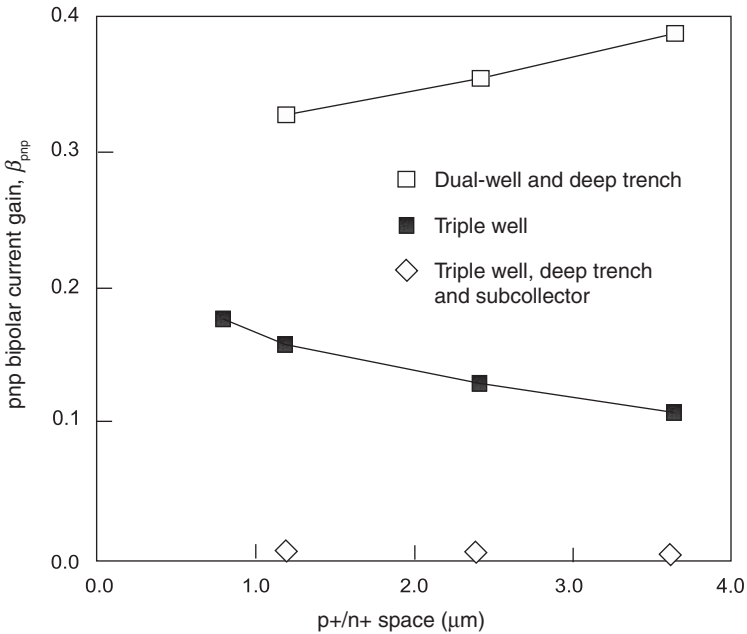 0.4
0.3
0.2
0.1
0.0
pnp bipolar current gain, βpnp
Dual-well and deep trench
Triple well
Triple well, deep trench
and subcollector
0.0 1.0 2.0 3.0 4.0
p+/n+ space (μm)